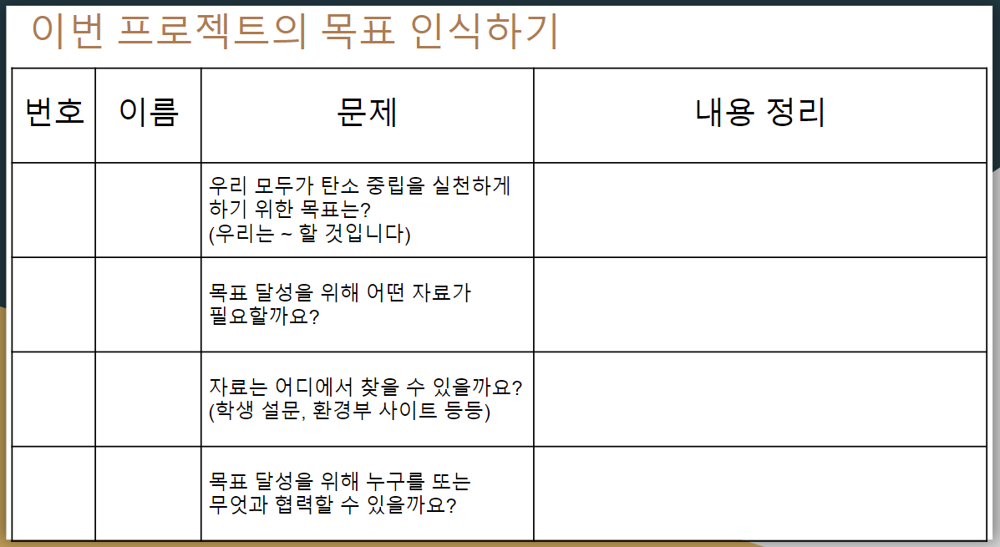 이번 프로젝트의 목표 인식하기
번호 이름 문제 내용 정리
우리 모두가 탄소 중립을 실천하게
하기 위한 목표는?
(우리는 ~ 할 것입니다)
목표 달성을 위해 어떤 자료가
필요할까요?
자료는 어디에서 찾을 수 있을까요?
(학생 설문, 환경부 사이트 등등)
목표 달성을 위해 누구를 또는
무엇과 협력할 수 있을까요?